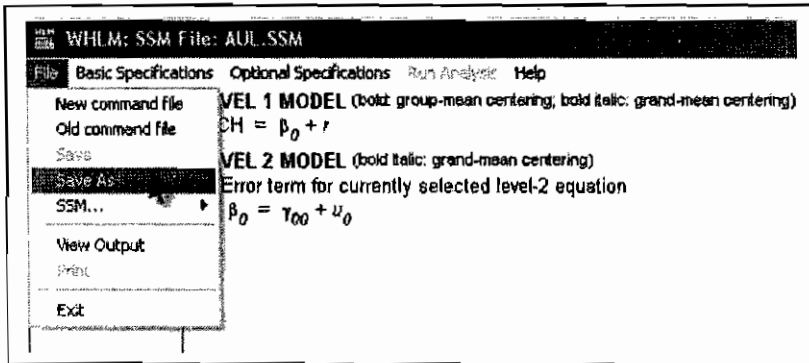 WHLM: SSM File: AUL.SSM
File Basic Specifications Optional Specifications Run Analysis Help
New command file
Old command file
Save
Save As
SSM...
View Output
Print
Exit
VEL 1 MODEL (bold: group-mean centering; bold italic: grand-mean centering)
CH = β0 + r
VEL 2 MODEL (bold italic: grand-mean centering)
Error term for currently selected level-2 equation
β0 = γ00 + u0